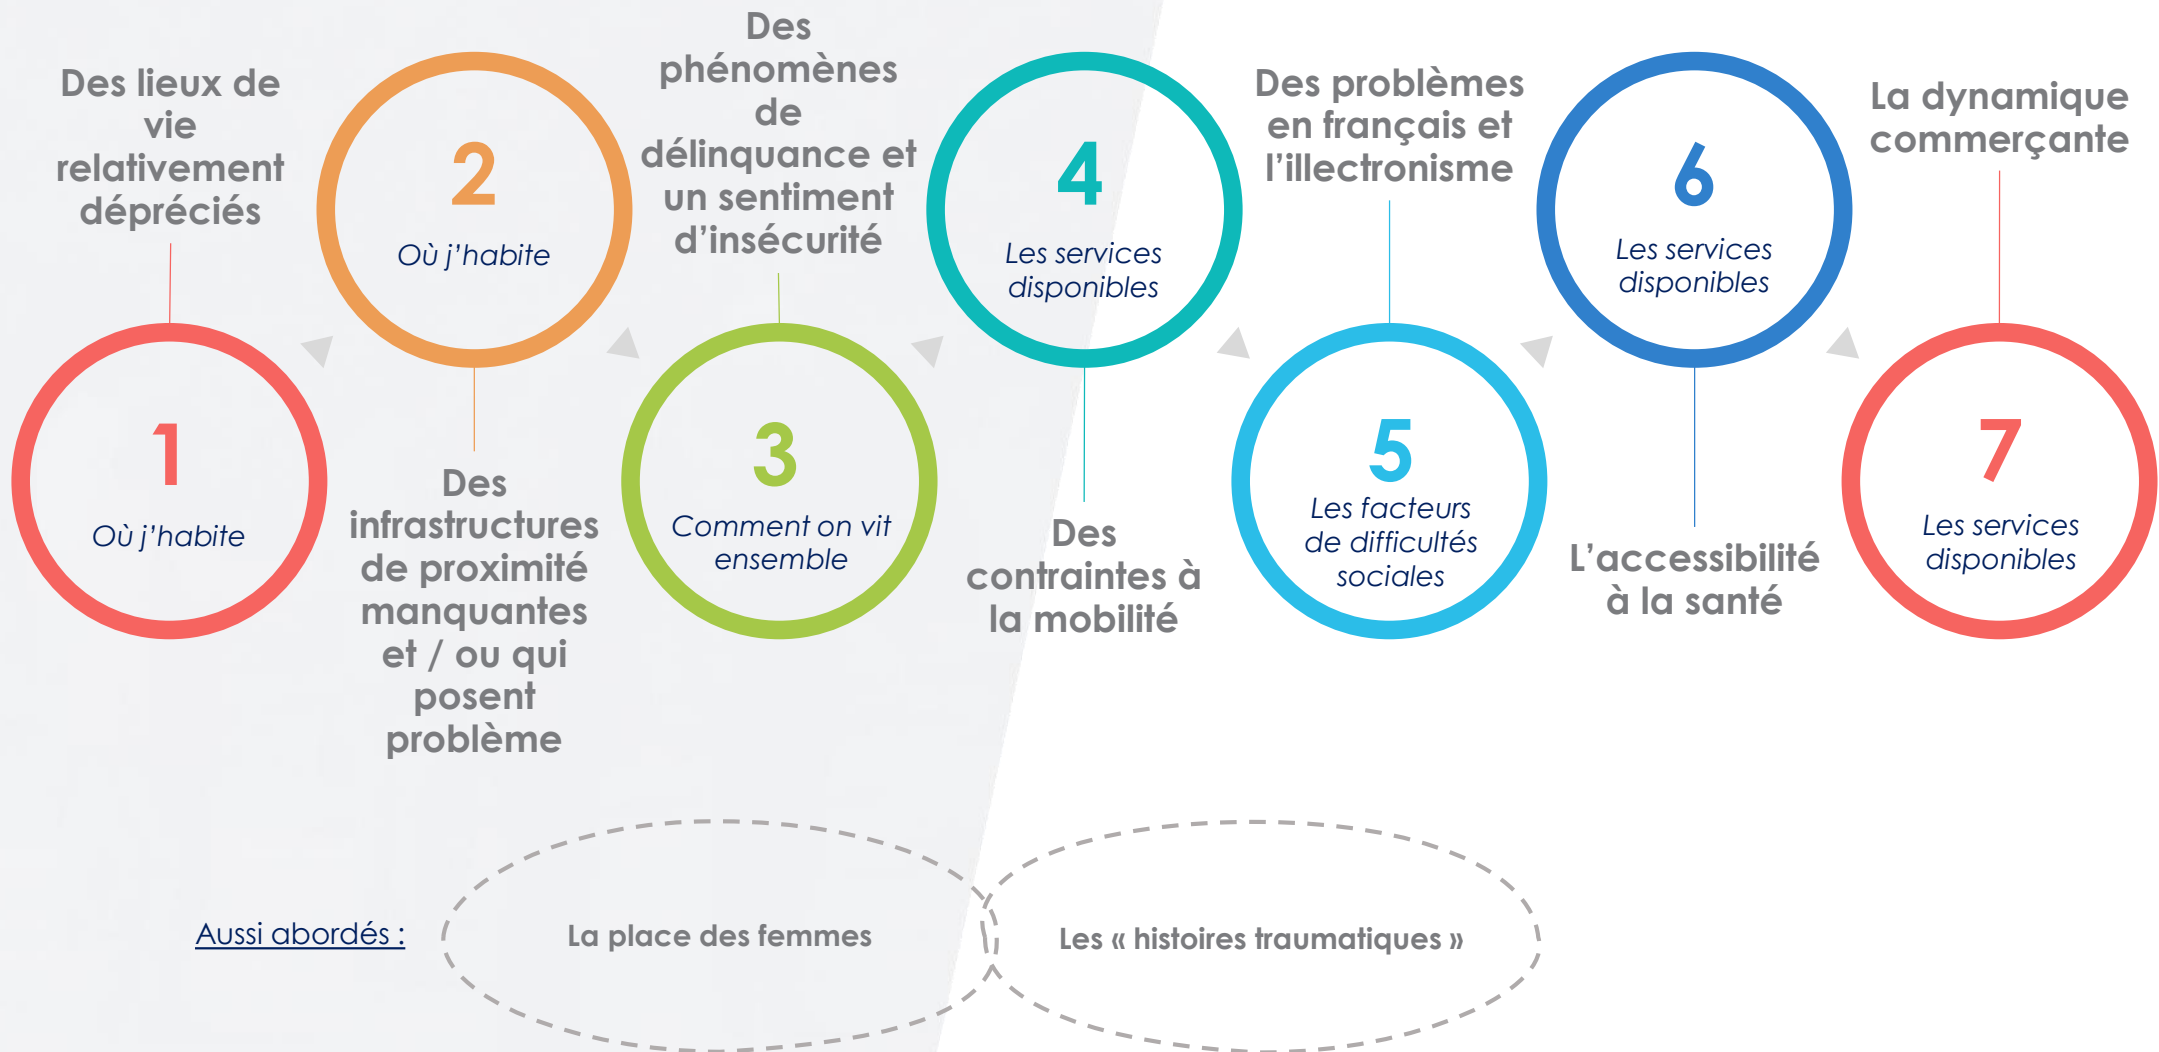 Des lieux de
vie
relativement
dépréciés
1
Où j’habite
2
Où j’habite
Des
infrastructures
de proximité
manquantes
et / ou qui
posent
problème
Des
phénomènes
de
délinquance et
un sentiment
d’insécurité
3
Comment on vit
ensemble
4
Les services
disponibles
Des
contraintes à
la mobilité
Des problèmes
en français et
l’illectronisme
5
Les facteurs
de difficultés
sociales
6
Les services
disponibles
L’accessibilité
à la santé
La dynamique
commerçante
7
Les services
disponibles
Aussi abordés :
La place des femmes
Les « histoires traumatiques »